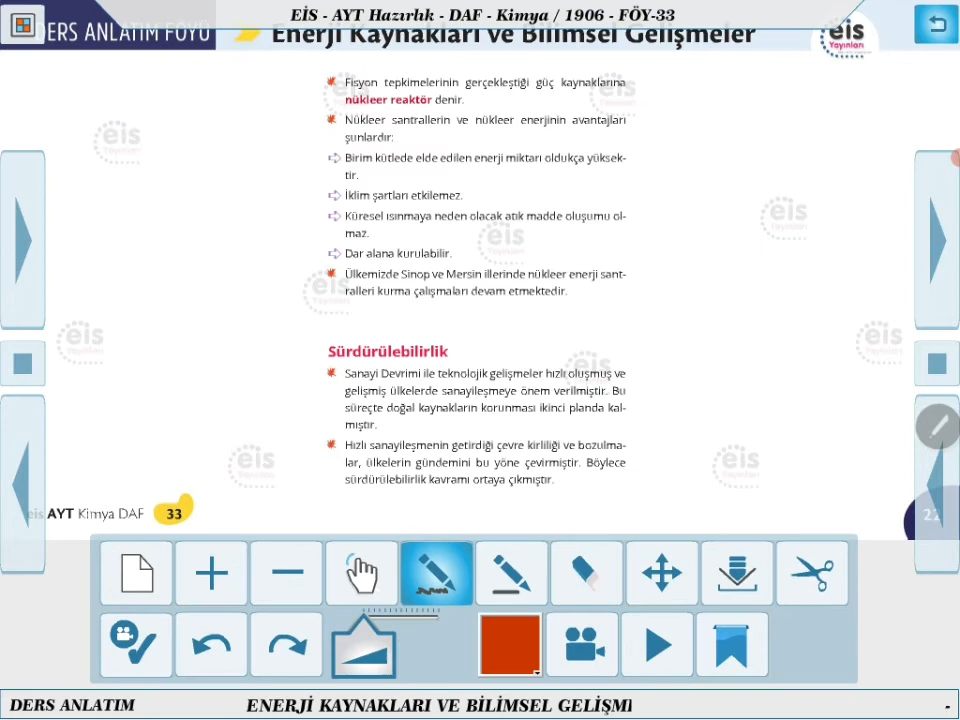 EİS - AYT Hazırlık - DAF - Kimya / 1906 - FÖY-33
DERS ANLATIM FÖYÜ
Enerji Kaynakları ve Bilimsel Gelişmeler
eis
Yayınları
Fisyon tepkimelerinin gerçekleştiği güç kaynaklarına
nükleer reaktör denir.
Nükleer santrallerin ve nükleer enerjinin avantajları
şunlardır:
Birim kütlede elde edilen enerji miktarı oldukça yüksek-
tir.
İklim şartları etkilemez.
Küresel ısınmaya neden olacak atık madde oluşumu ol-
maz.
Dar alana kurulabilir.
Ülkemizde Sinop ve Mersin illerinde nükleer enerji sant-
ralleri kurma çalışmaları devam etmektedir.
Sürdürülebilirlik
Sanayi Devrimi ile teknolojik gelişmeler hızlı oluşmuş ve
gelişmiş ülkelerde sanayileşmeye önem verilmiştir. Bu
süreçte doğal kaynakların korunması ikinci planda kal-
mıştır.
Hızlı sanayileşmenin getirdiği çevre kirliliği ve bozulma-
lar, ülkelerin gündemini bu yöne çevirmiştir. Böylece
sürdürülebilirlik kavramı ortaya çıkmıştır.
eis AYT Kimya DAF 33
DERS ANLATIM
ENERJİ KAYNAKLARI VE BİLİMSEL GELİŞMİ
-